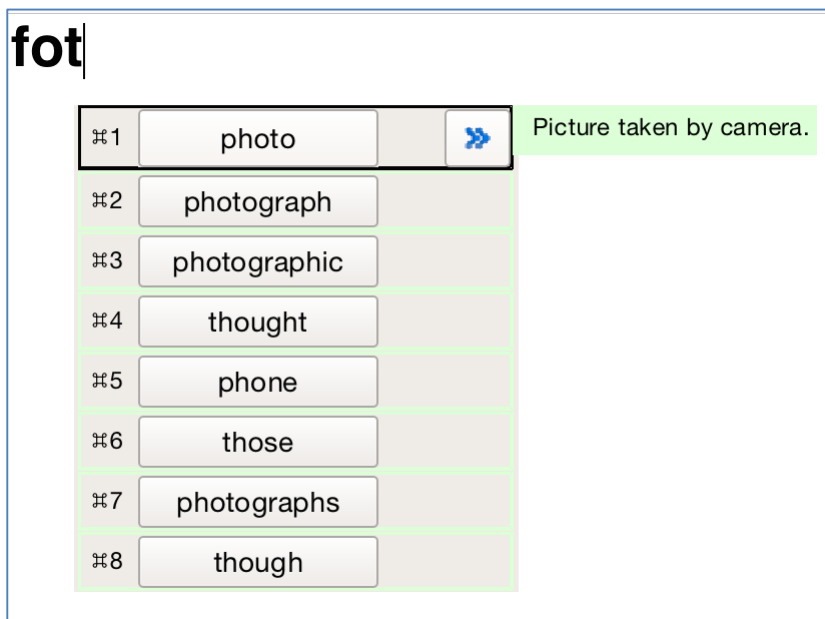 fot
⌘1 photo » Picture taken by camera.
⌘2 photograph
⌘3 photographic
⌘4 thought
⌘5 phone
⌘6 those
⌘7 photographs
⌘8 though